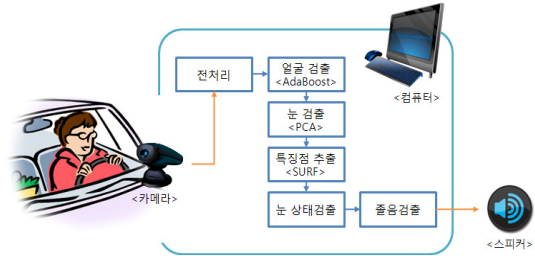 전처리
얼굴 검출
<AdaBoost>
<컴퓨터>
눈 검출
<PCA>
특징점 추출
<SURF>
<카메라>
눈 상태검출
졸음검출
<스피커>